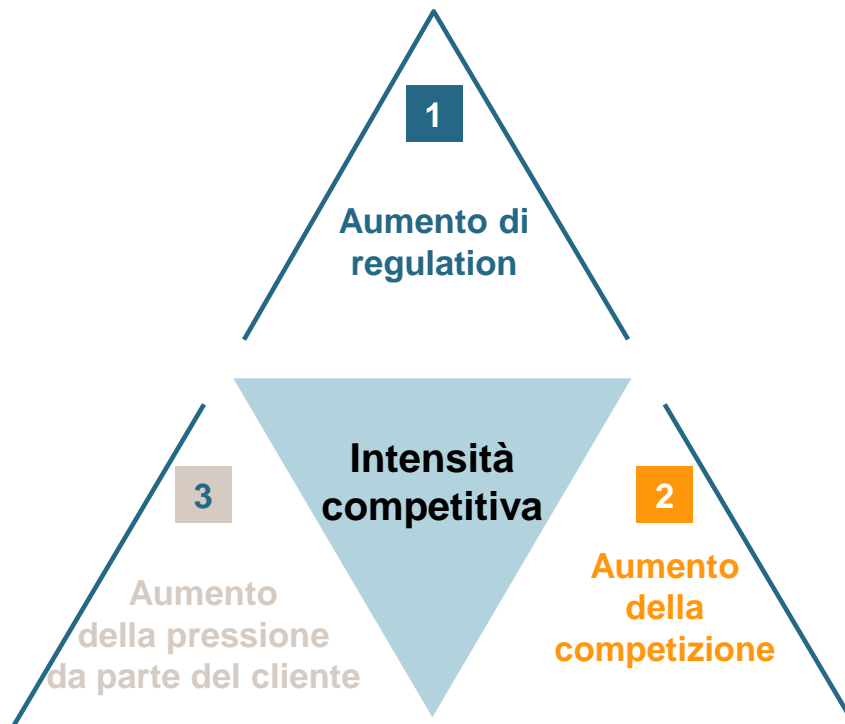 1
Aumento di
regulation
Intensità
competitiva
3
2
Aumento
della pressione
da parte del cliente
Aumento
della
competizione